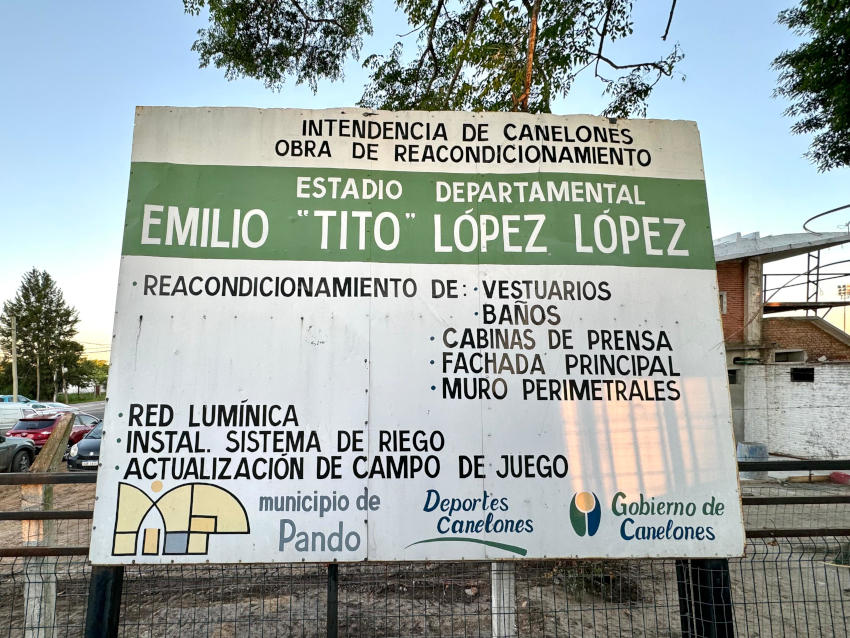 INTENDENCIA DE CANELONES
OBRA DE REACONDICIONAMIENTO
ESTADIO DEPARTAMENTAL
EMILIO "TITO" LÓPEZ LÓPEZ
· REACONDICIONAMIENTO DE: · VESTUARIOS
· BAÑOS
· CABINAS DE PRENSA
· FACHADA PRINCIPAL
· MURO PERIMETRALES
· RED LUMÍNICA
· INSTAL. SISTEMA DE RIEGO
· ACTUALIZACIÓN DE CAMPO DE JUEGO
municipio de
Pando
Deportes
Canelones
Gobierno de
Canelones